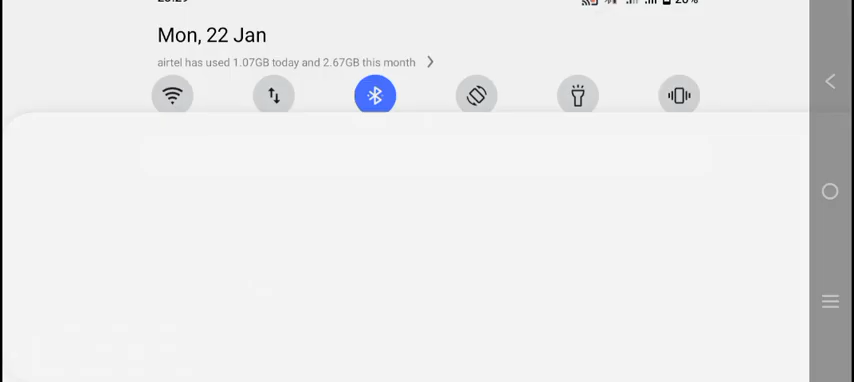 Mon, 22 Jan
airtel has used 1.07GB today and 2.67GB this month